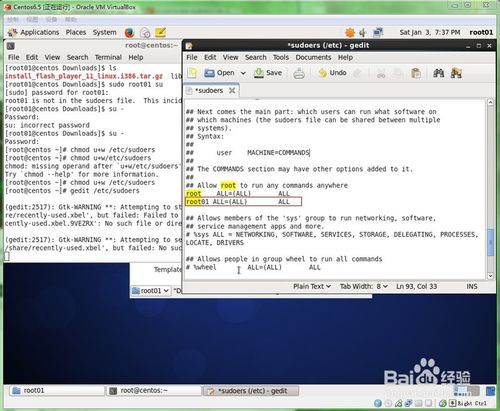 Centos6.5 [正在运行] - Oracle VM VirtualBox
Applications Places System
Sat Jan 3, 7:37 PM root01
root@centos:~
File Edit View Search Terminal
[root01@centos Downloads]$ ls
install_flash_player_11_linux.i386.tar.gz lib
[root01@centos Downloads]$ sudo root01 su
[sudo] password for root01:
root01 is not in the sudoers file. This incid
[root01@centos Downloads]$ su -
Password:
su: incorrect password
[root01@centos Downloads]$ su -
Password:
[root@centos ~]# chmod u+w /etc/sudoers
[root@centos ~]# chmod u+w/etc/sudoers
chmod: missing operand after `u+w/etc/sudoers'
Try `chmod --help' for more information.
[root@centos ~]# chmod u+w /etc/sudoers
[root@centos ~]# gedit /etc/sudoers
(gedit:2517): Gtk-WARNING **: Attempting to st
re/recently-used.xbel', but failed: Failed to
ently-used.xbel.9VEZRX': No such file or dire
(gedit:2517): Gtk-WARNING **: Attempting to se
/share/recently-used.xbel', but failed: No suc
*sudoers (/etc) - gedit
File Edit View Search Tools Documents Help
Open Save Undo
*sudoers
## Next comes the main part: which users can run what software on
## which machines (the sudoers file can be shared between multiple
## systems).
## Syntax:
##
## user MACHINE=COMMANDS
##
## The COMMANDS section may have other options added to it.
##
## Allow root to run any commands anywhere
root ALL=(ALL) ALL
root01 ALL=(ALL) ALL
## Allows members of the 'sys' group to run networking, software,
## service management apps and more.
# %sys ALL = NETWORKING, SOFTWARE, SERVICES, STORAGE, DELEGATING, PROCESSES,
LOCATE, DRIVERS
## Allows people in group wheel to run all commands
# %wheel ALL=(ALL) ALL
Plain Text Tab Width: 8 Ln 93, Col 33 INS
Template
root01
root01
root@centos:~
*sudoers (/etc) - gedit
Right Ctrl
Bai 经验